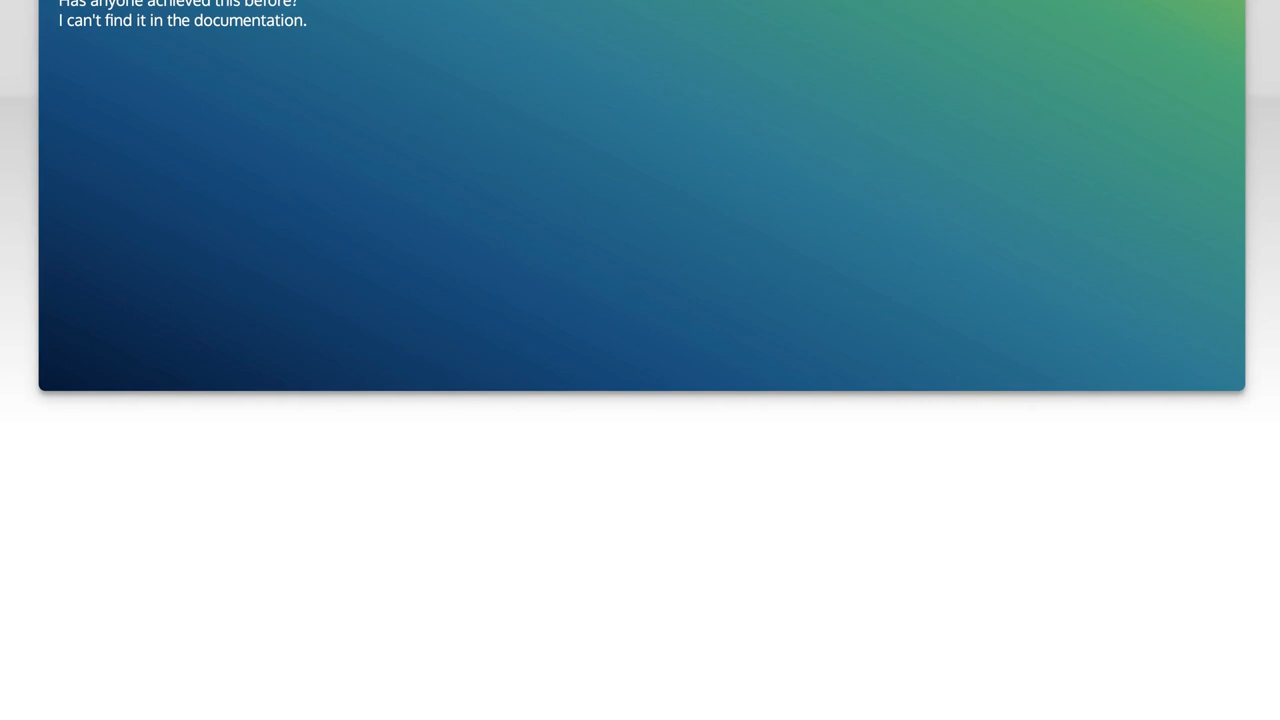 Has anyone achieved this before?
I can't find it in the documentation.